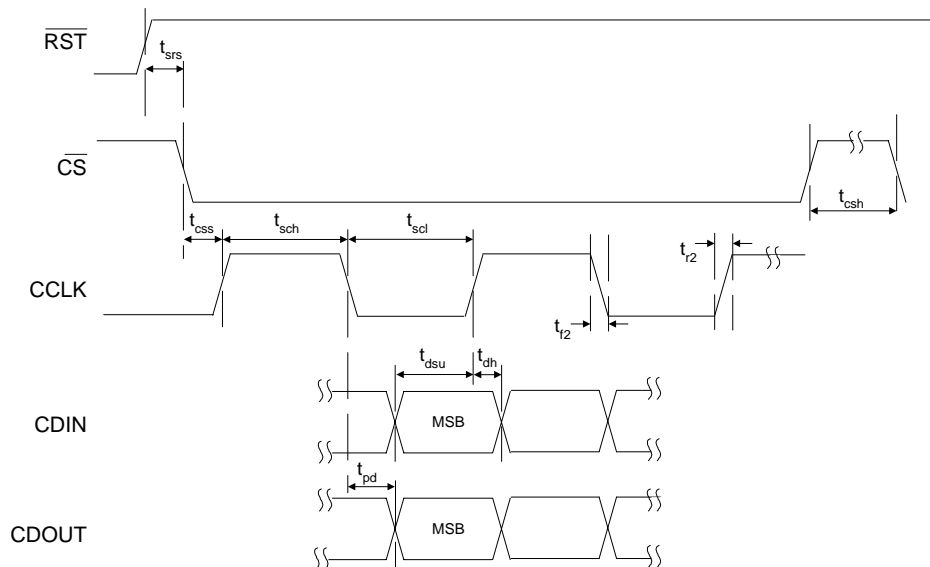 RST
t_srs
CS
t_css
t_sch
t_scl
t_csh
CCLK
t_r2
t_f2
t_dsu
t_dh
CDIN
MSB
t_pd
CDOUT
MSB